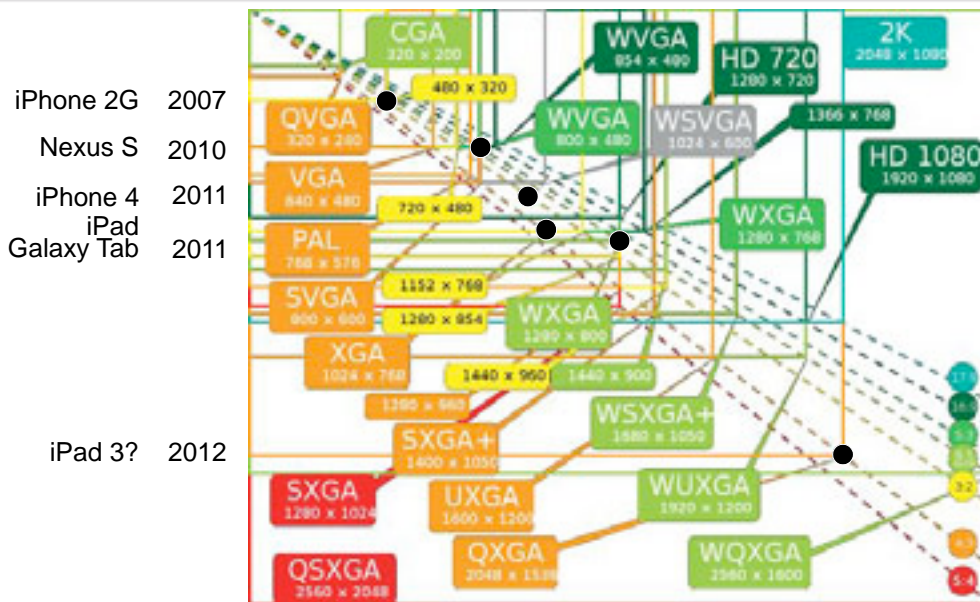 CGA
320 x 200
WVGA
854 x 480
2K
2048 x 1080
HD 720
1280 x 720
480 x 320
iPhone 2G 2007
QVGA
320 x 240
WVGA
800 x 480
WSVGA
1024 x 600
1366 x 768
Nexus S 2010
HD 1080
1920 x 1080
VGA
640 x 480
iPhone 4 2011
iPad
720 x 480
WXGA
1280 x 768
Galaxy Tab 2011
PAL
768 x 576
1152 x 768
SVGA
800 x 600
1280 x 854
WXGA
1280 x 800
XGA
1024 x 768
1440 x 960
1440 x 900
1280 x 960
WSXGA+
1680 x 1050
SXGA+
1400 x 1050
iPad 3? 2012
SXGA
1280 x 1024
UXGA
1600 x 1200
WUXGA
1920 x 1200
3:2
QXGA
2048 x 1536
WQXGA
2560 x 1600
QSXGA
2560 x 2048
5:4